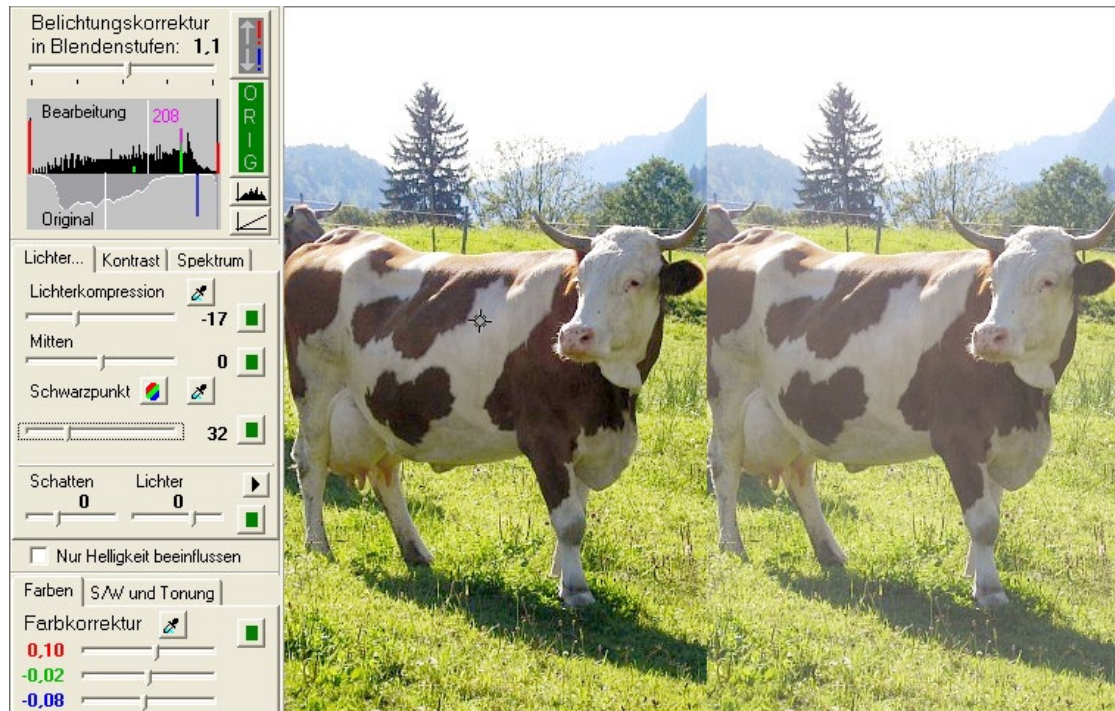 Belichtungskorrektur
in Blendenstufen: 1,1
ORIG
Bearbeitung 208
Original
Lichter... Kontrast Spektrum
Lichterkompression
-17
Mitten
0
Schwarzpunkt
32
Schatten Lichter
0 0
Nur Helligkeit beeinflussen
Farben S/W und Tonung
Farbkorrektur
0,10
-0,02
-0,08